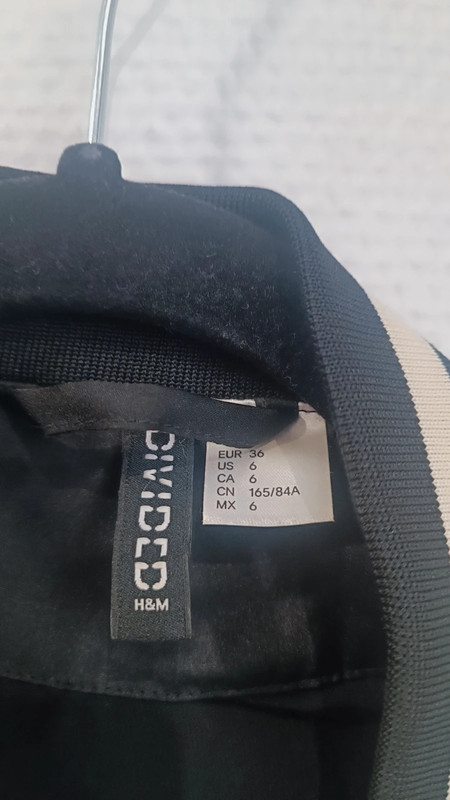 DIVIDED
H&M
EUR 36
US 6
CA 6
CN 165/84A
MX 6